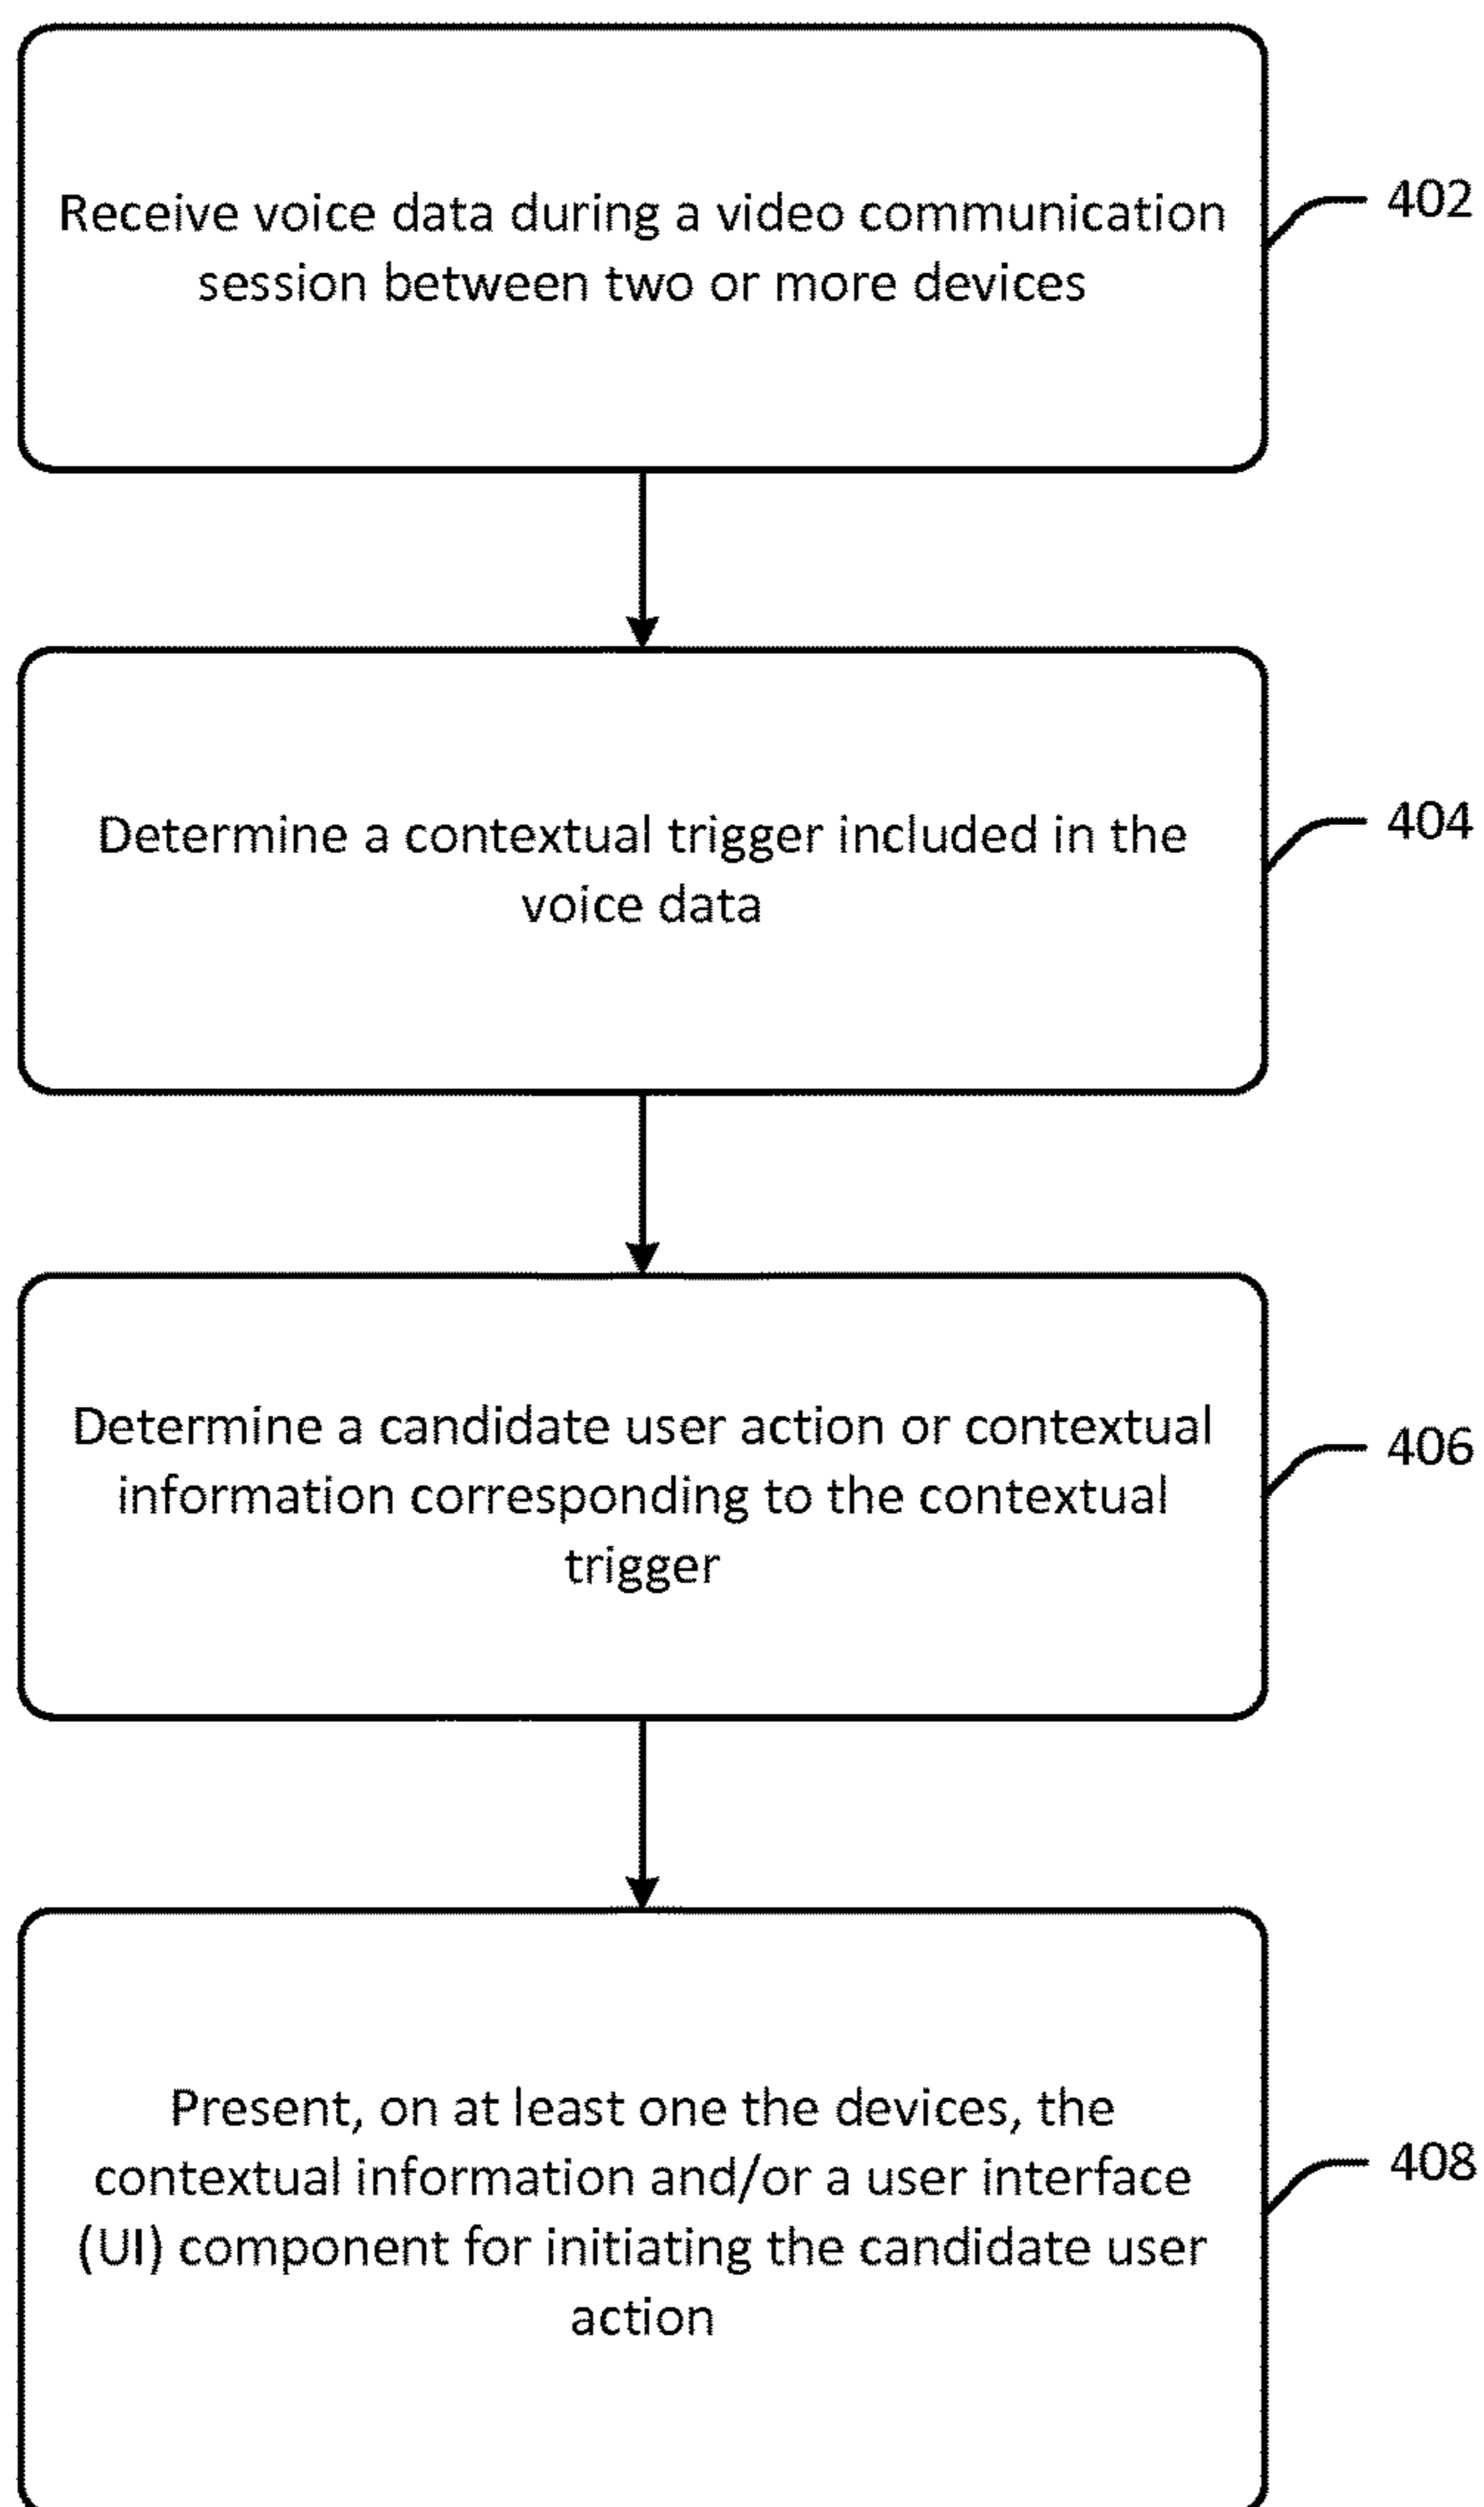 Receive voice data during a video communication
session between two or more devices
402
Determine a contextual trigger included in the
voice data
404
Determine a candidate user action or contextual
information corresponding to the contextual
trigger
406
Present, on at least one the devices, the
contextual information and/or a user interface
(UI) component for initiating the candidate user
action
408